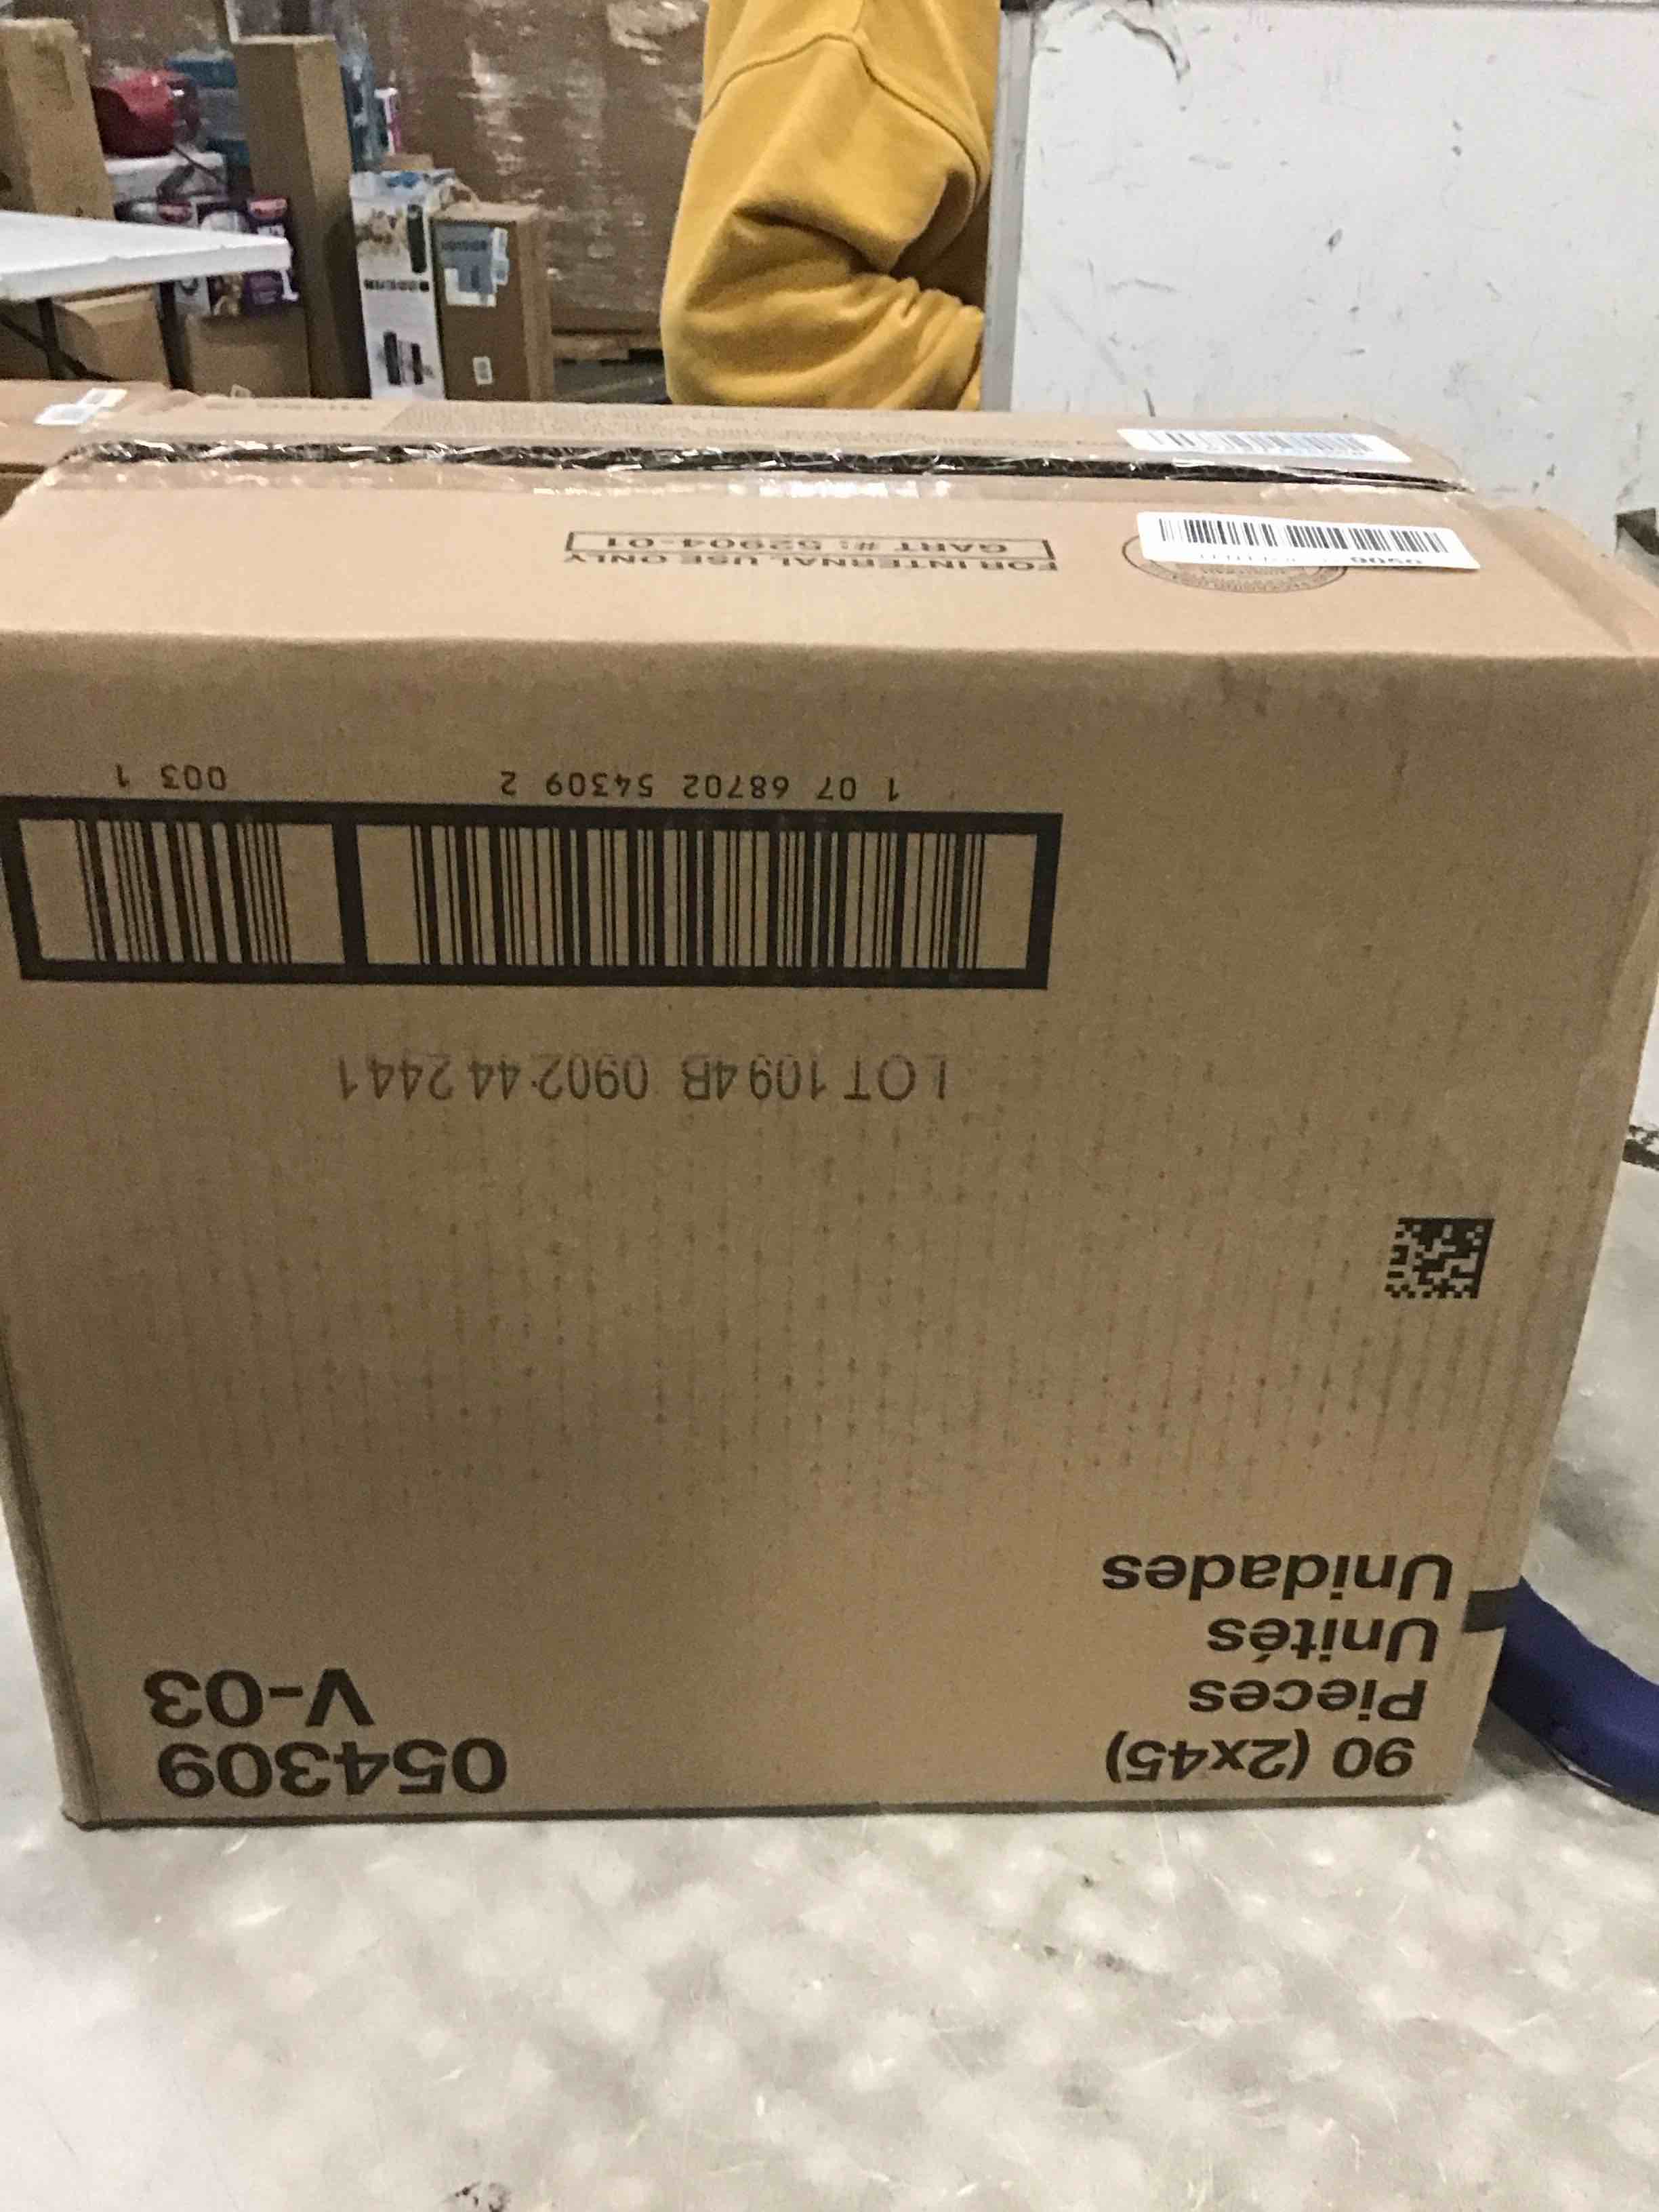 90 (2x45)
Pieces
Unités
Unidades
054309
V-03
LOT 1094B 0902 44 2441
1 07 68702 54309 2
003 1
FOR INTERNAL USE ONLY
GART #: 52904-01